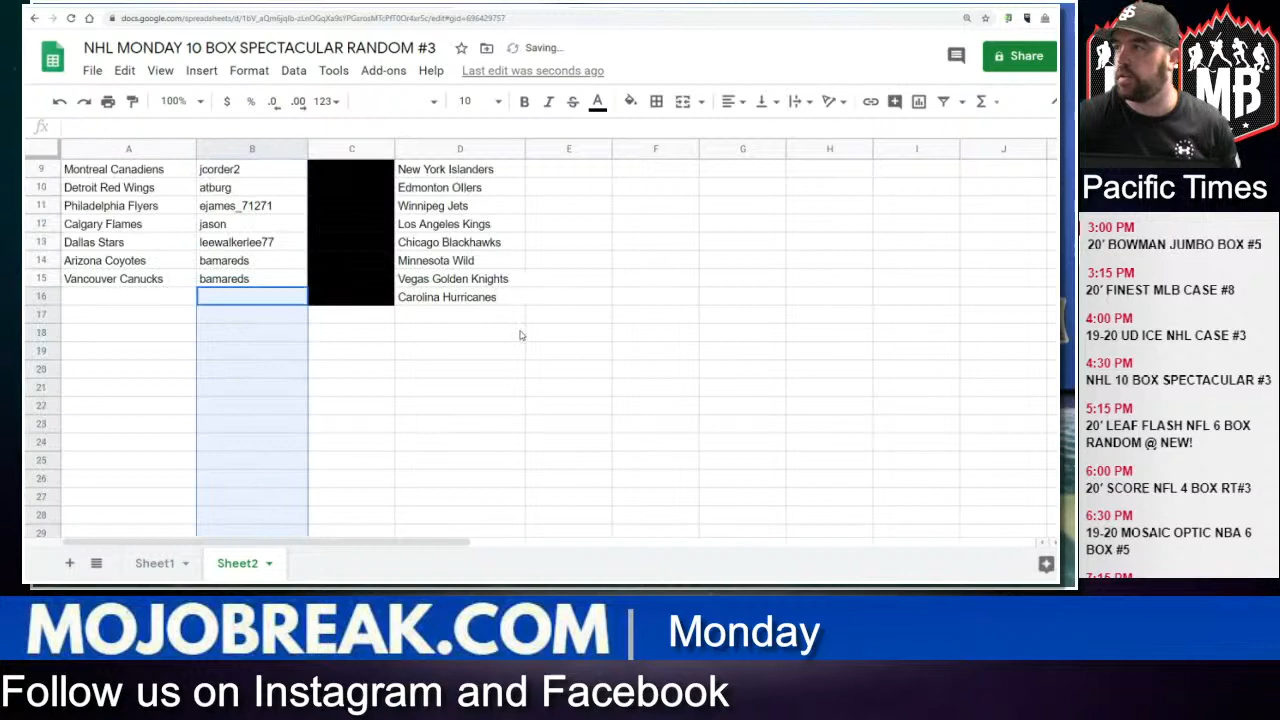 docs.google.com/spreadsheets/d/
NHL MONDAY 10 BOX SPECTACULAR RANDOM #3
Saving...
Share
File Edit View Insert Format Data Tools Add-ons Help Last edit was seconds ago
100% $ % .0 .00 123 10 B I S A
fx
A B C D E F G H I J
9 Montreal Canadiens jcorder2 New York Islanders
10 Detroit Red Wings atburg Edmonton Oilers
11 Philadelphia Flyers ejames_71271 Winnipeg Jets
12 Calgary Flames jason Los Angeles Kings
13 Dallas Stars leewalkerlee77 Chicago Blackhawks
14 Arizona Coyotes bamareds Minnesota Wild
15 Vancouver Canucks bamareds Vegas Golden Knights
16 Carolina Hurricanes
17
18
19
20
21
22
23
24
25
26
27
28
29
Sheet1 Sheet2
MB
Pacific Times
3:00 PM
20' BOWMAN JUMBO BOX #5
3:15 PM
20' FINEST MLB CASE #8
4:00 PM
19-20 UD ICE NHL CASE #3
4:30 PM
NHL 10 BOX SPECTACULAR #3
5:15 PM
20' LEAF FLASH NFL 6 BOX
RANDOM @ NEW!
6:00 PM
20' SCORE NFL 4 BOX RT#3
6:30 PM
19-20 MOSAIC OPTIC NBA 6
BOX #5
7:15 PM
MOJOBREAK.COM | Monday
Follow us on Instagram and Facebook